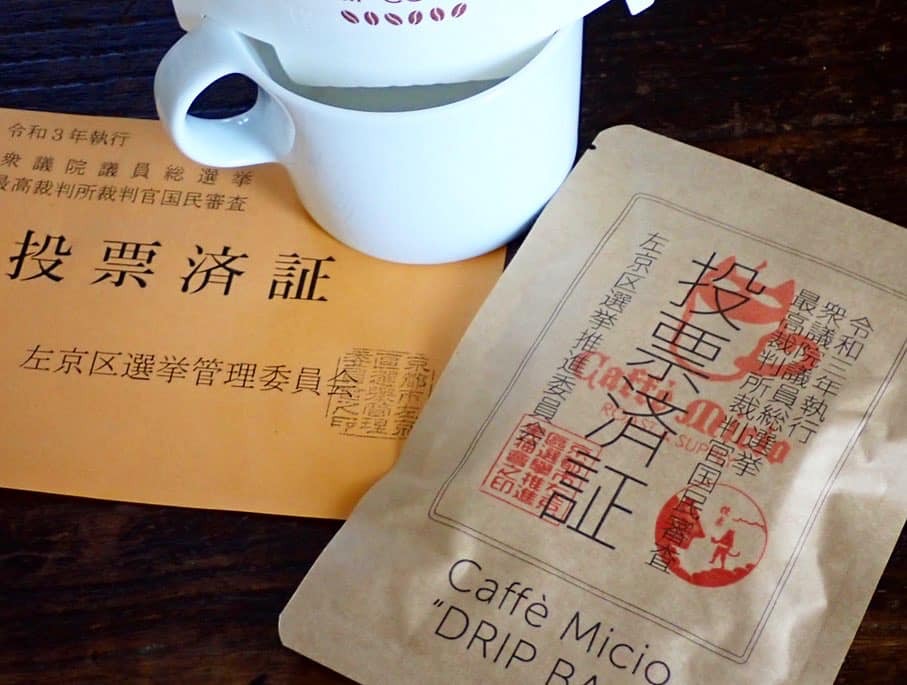 令和3年執行
衆議院議員総選挙
最高裁判所裁判官国民審査
投票済証
左京区選挙管理委員会
令和三年執行
衆議院議員総選挙
最高裁判所裁判官国民審査
投票済証
左京区選挙推進委員会
Caffè Micio
Caffè Micio
"DRIP BA